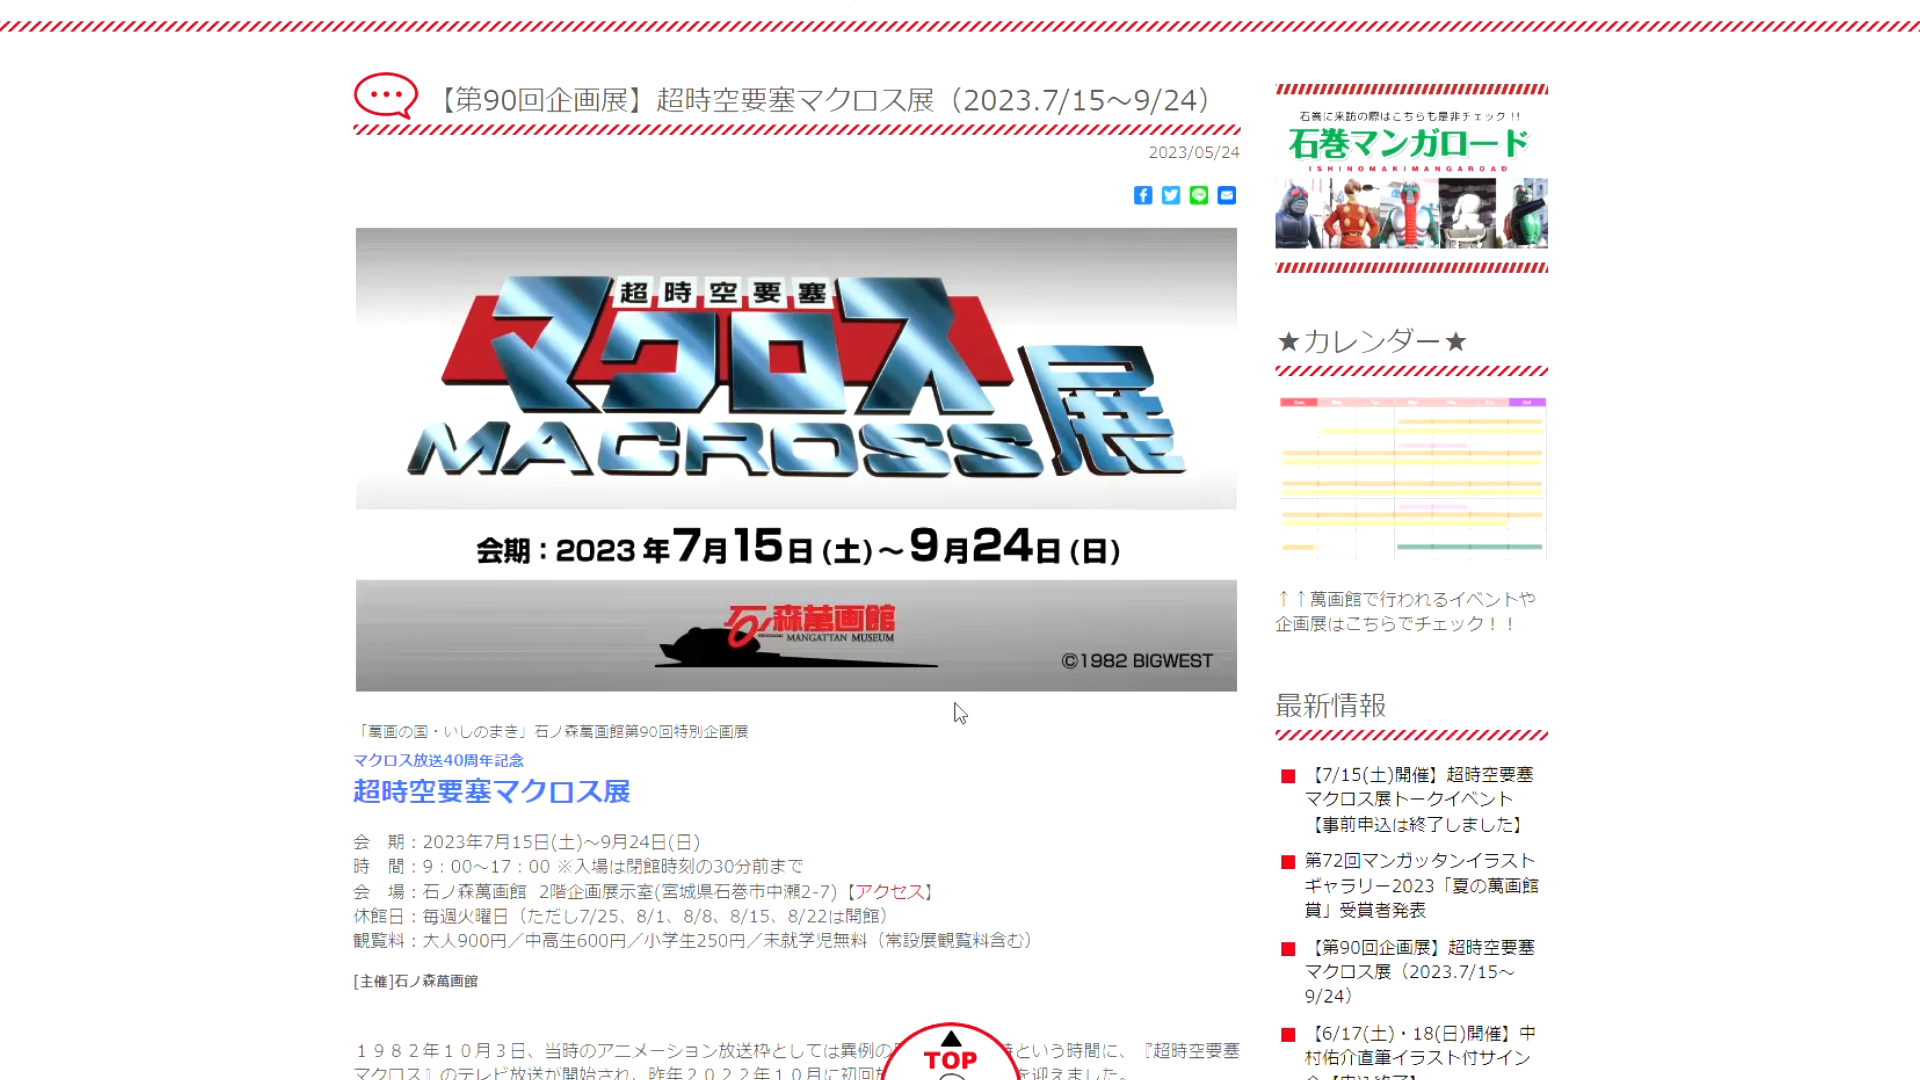 【第90回企画展】超時空要塞マクロス展（2023.7/15～9/24）
2023/05/24
超時空要塞
マクロス展
MACROSS
会期：2023年7月15日(土)～9月24日(日)
石ノ森萬画館
MANGATTAN MUSEUM
©1982 BIGWEST
「萬画の国・いしのまき」石ノ森萬画館第90回特別企画展
マクロス放送40周年記念
超時空要塞マクロス展
会　期：2023年7月15日(土)～9月24日(日)
時　間：9：00～17：00 ※入場は閉館時刻の30分前まで
会　場：石ノ森萬画館 2階企画展示室(宮城県石巻市中瀬2-7)【アクセス】
休館日：毎週火曜日（ただし7/25、8/1、8/8、8/15、8/22は開館）
観覧料：大人900円／中高生600円／小学生250円／未就学児無料（常設展観覧料含む）
[主催]石ノ森萬画館
１９８２年１０月３日、当時のアニメーション放送枠としては異例の
という時間に、『超時空要塞
マクロス』のテレビ放送が開始され、昨年２０２２年１０月に初回
を迎えました。
TOP
石巻に来訪の際はこちらも是非チェック!!
石巻マンガロード
ISHINOMAKIMANGAROAD
★カレンダー★
↑↑萬画館で行われるイベントや
企画展はこちらでチェック！！
最新情報
【7/15(土)開催】超時空要塞
マクロス展トークイベント
【事前申込は終了しました】
第72回マンガッタンイラスト
ギャラリー2023「夏の萬画館
賞」受賞者発表
【第90回企画展】超時空要塞
マクロス展（2023.7/15～
9/24）
【6/17(土)・18(日)開催】中
村佑介直筆イラスト付サイン